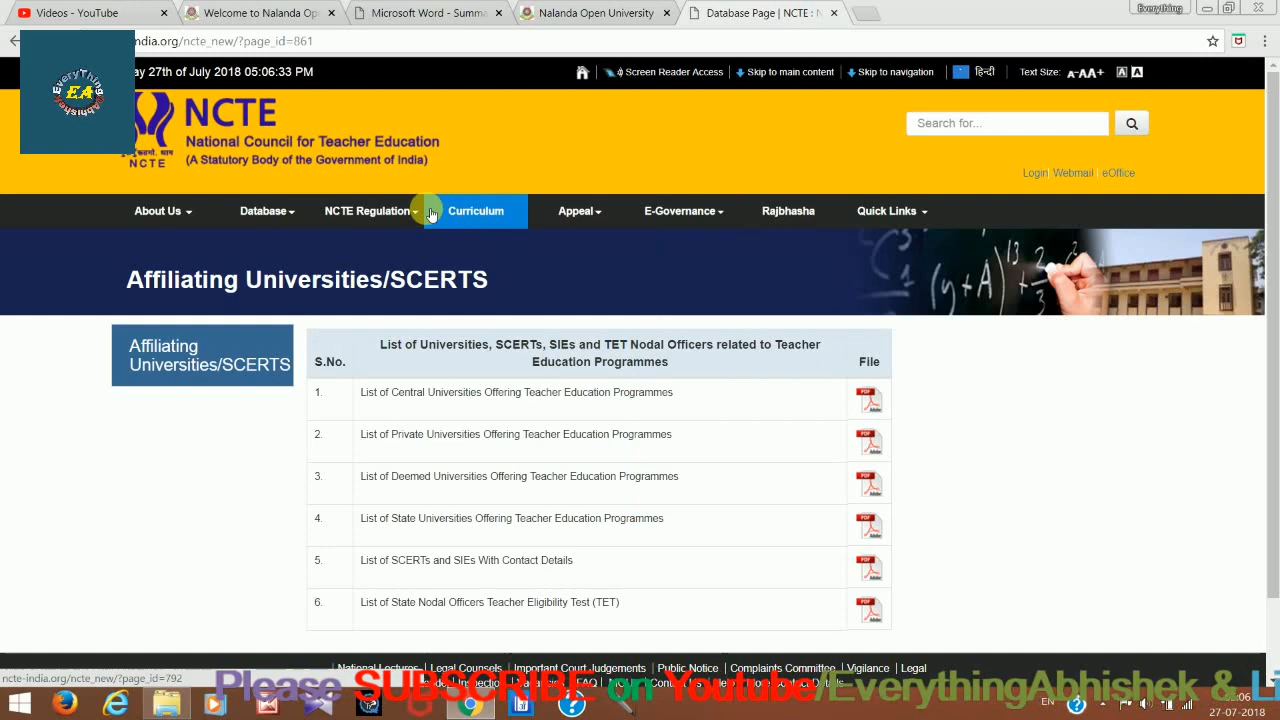 Videos - YouTube
Welcome to Nalanda Op
Microsoft Word - Summa
Nalanda Open University
Database Page | NCTE : N
Everything
india.org/ncte_new/?page_id=861
EveryThing
EA
Abhishek
ay 27th of July 2018 05:06:33 PM
Screen Reader Access
Skip to main content
Skip to navigation
हिन्दी
Text Size: A- A A+
A A
NCTE
National Council for Teacher Education
(A Statutory Body of the Government of India)
NCTE
Search for...
Login Webmail eOffice
About Us
Database
NCTE Regulation
Curriculum
Appeal
E-Governance
Rajbhasha
Quick Links
Affiliating Universities/SCERTS
Affiliating
Universities/SCERTS
S.No.
List of Universities, SCERTs, SIEs and TET Nodal Officers related to Teacher
Education Programmes
File
1. List of Central Universities Offering Teacher Education Programmes
2. List of Private Universities Offering Teacher Education Programmes
3. List of Deemed Universities Offering Teacher Education Programmes
4. List of State Universities Offering Teacher Education Programmes
5. List of SCERTs and SIEs With Contact Details
6. List of State Nodal Officers Teacher Eligibility Test (TET)
National Lectures | Legal Counsels | Important Court Judgements | Public Notice | Complaints Committee | Vigilance | Legal
ncte-india.org/ncte_new/?page_id=792
Please SUBSCRIBE on Youtube EverythingAbhishek & Li
EN
27-07-2018